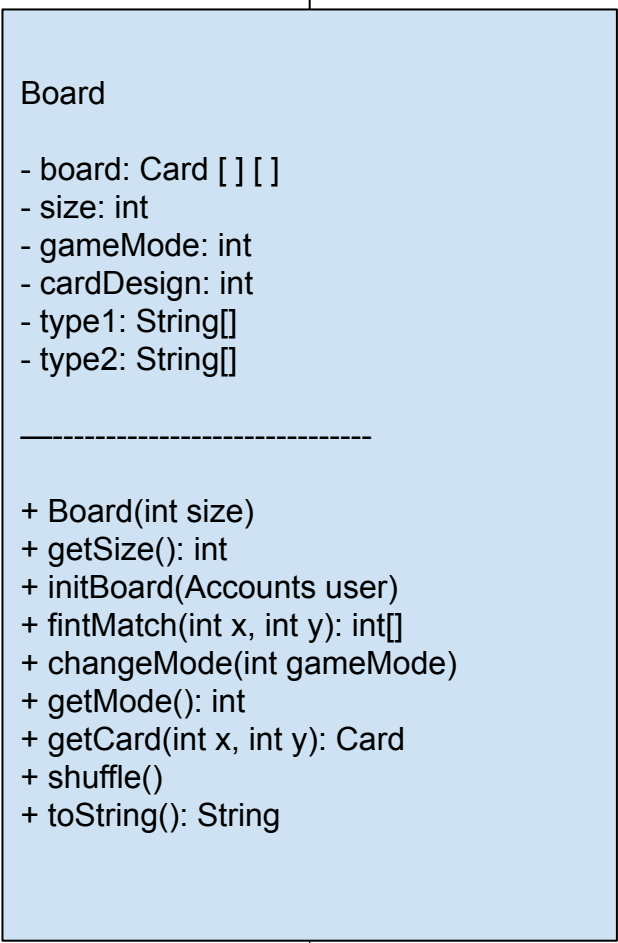 Board
- board: Card [ ] [ ]
- size: int
- gameMode: int
- cardDesign: int
- type1: String[]
- type2: String[]
—------------------------------
+ Board(int size)
+ getSize(): int
+ initBoard(Accounts user)
+ fintMatch(int x, int y): int[]
+ changeMode(int gameMode)
+ getMode(): int
+ getCard(int x, int y): Card
+ shuffle()
+ toString(): String